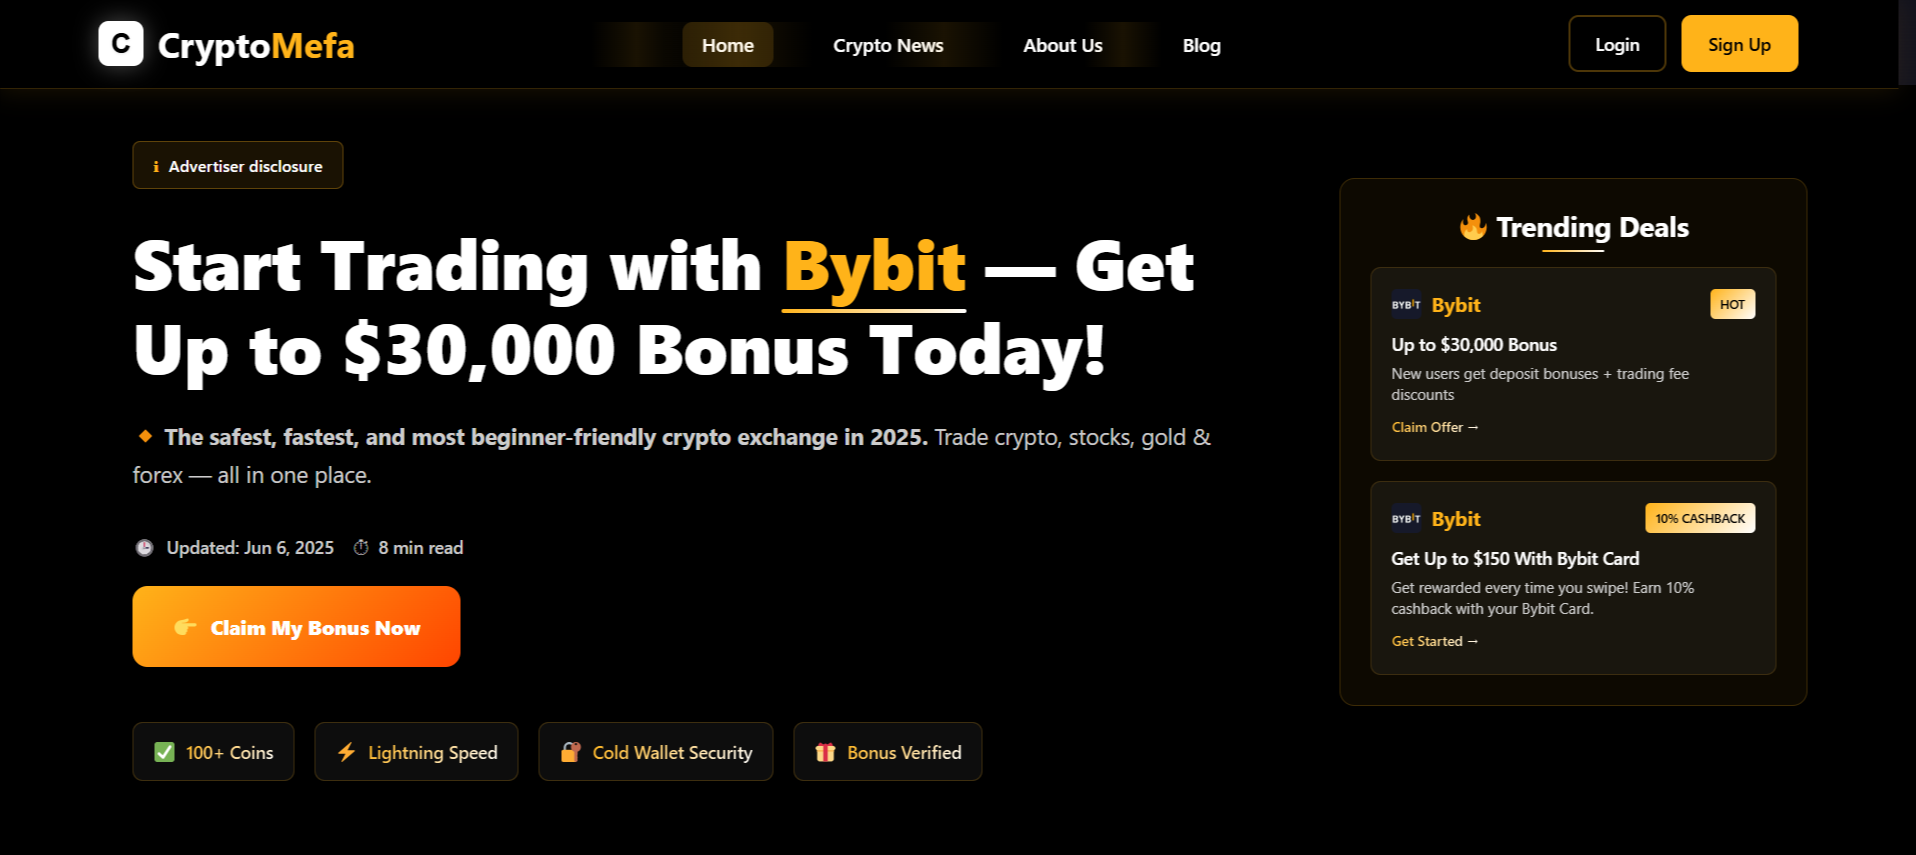 C CryptoMefa
Home Crypto News About Us Blog
Login Sign Up
i Advertiser disclosure
Start Trading with Bybit — Get
Up to $30,000 Bonus Today!
🔸 The safest, fastest, and most beginner-friendly crypto exchange in 2025. Trade crypto, stocks, gold &
forex — all in one place.
🕒 Updated: Jun 6, 2025 ⏱ 8 min read
👉 Claim My Bonus Now
✅ 100+ Coins
⚡ Lightning Speed
🔐 Cold Wallet Security
🎁 Bonus Verified
🔥 Trending Deals
BYBIT Bybit HOT
Up to $30,000 Bonus
New users get deposit bonuses + trading fee
discounts
Claim Offer →
BYBIT Bybit 10% CASHBACK
Get Up to $150 With Bybit Card
Get rewarded every time you swipe! Earn 10%
cashback with your Bybit Card.
Get Started →